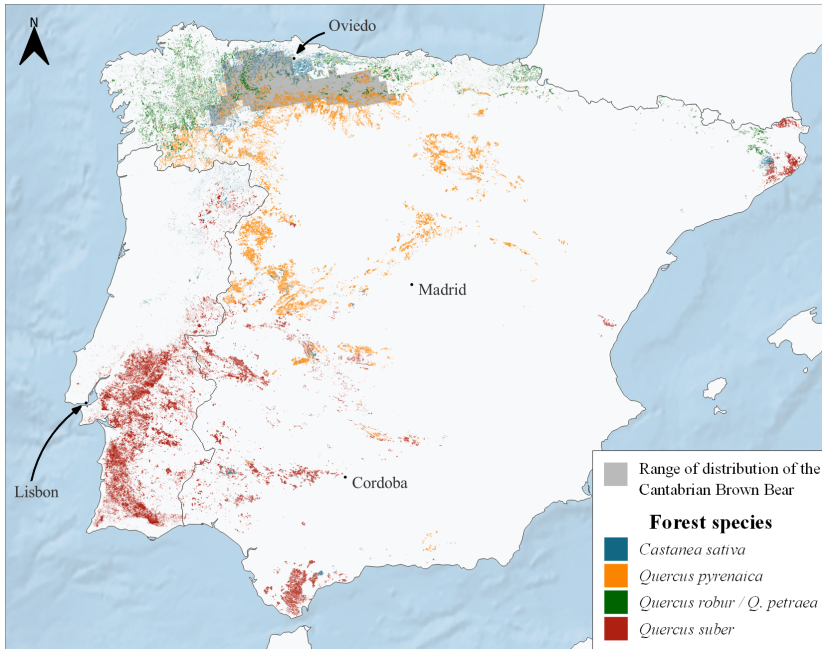 N
Oviedo
Madrid
Lisbon
Cordoba
Range of distribution of the
Cantabrian Brown Bear
Forest species
Castanea sativa
Quercus pyrenaica
Quercus robur / Q. petraea
Quercus suber